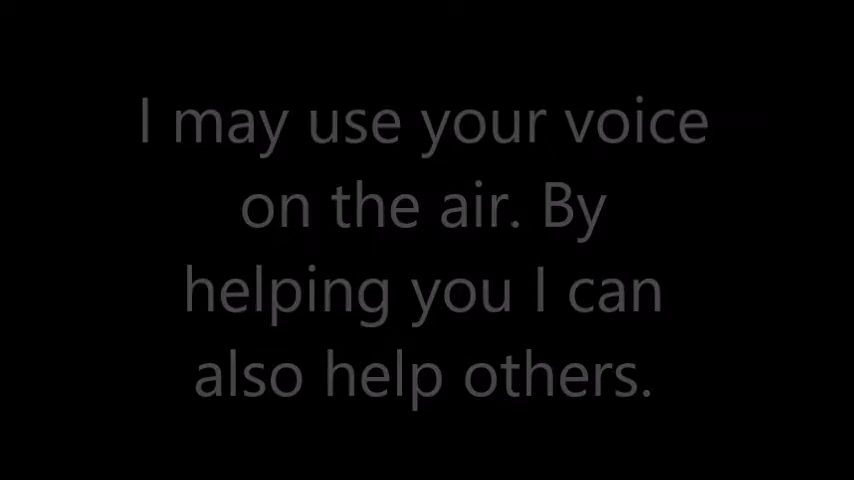 I may use your voice
on the air. By
helping you I can
also help others.